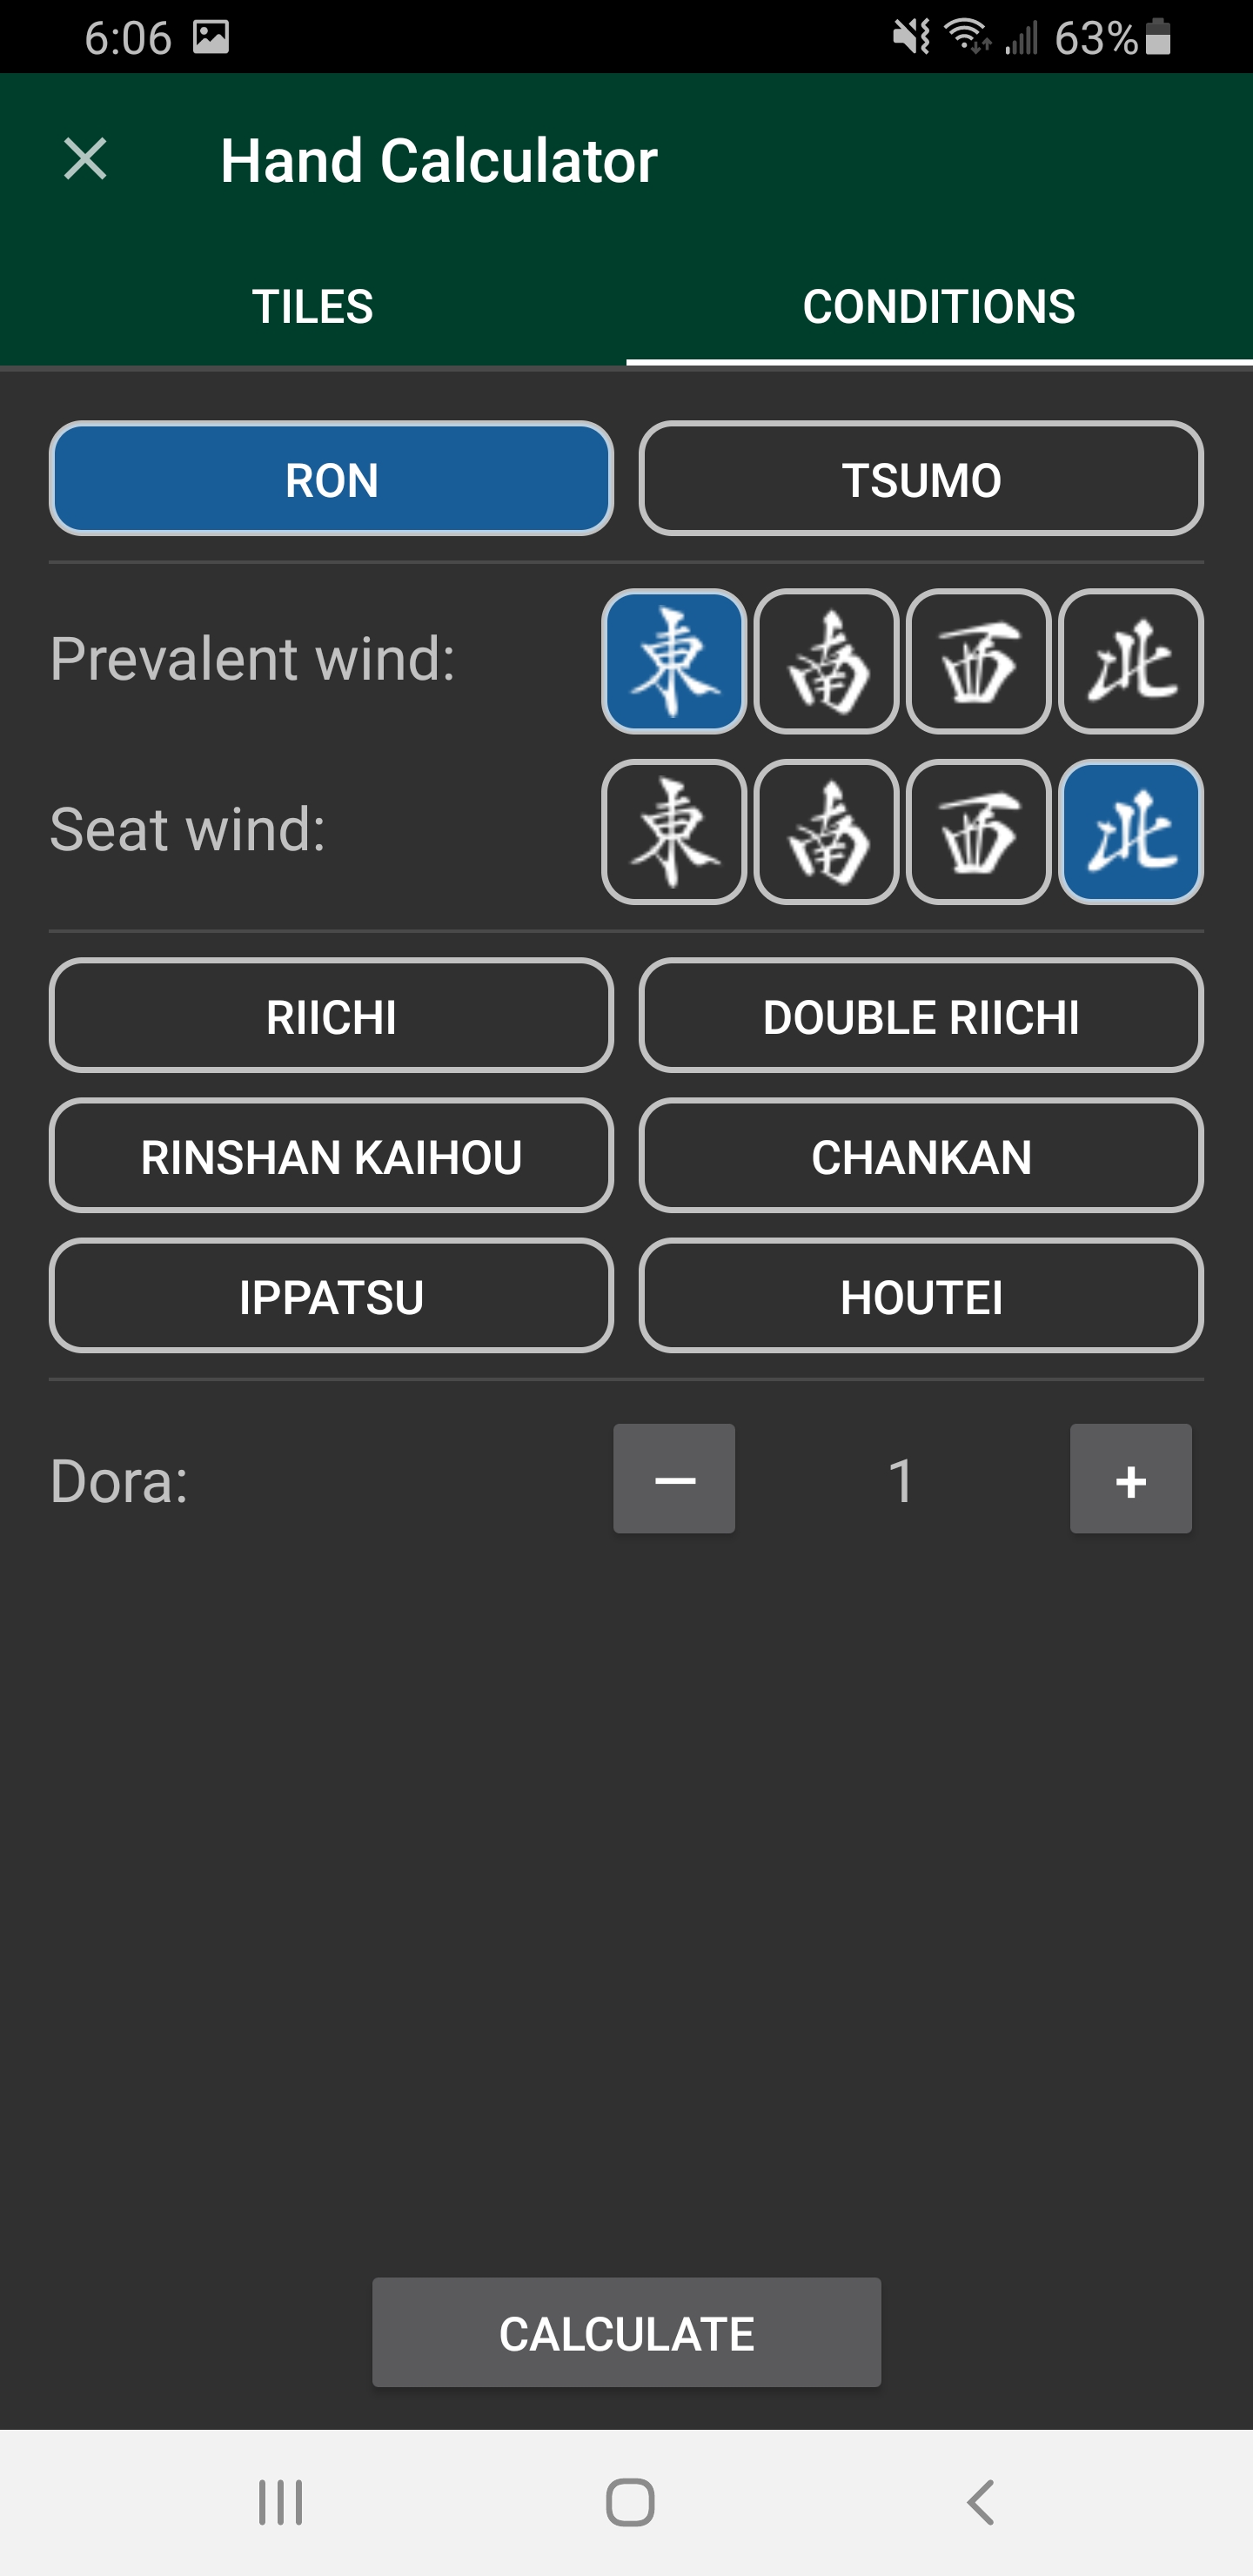 6:06 63%
Hand Calculator
TILES CONDITIONS
RON TSUMO
Prevalent wind: 東 南 西 北
Seat wind: 東 南 西 北
RIICHI DOUBLE RIICHI
RINSHAN KAIHOU CHANKAN
IPPATSU HOUTEI
Dora: — 1 +
CALCULATE